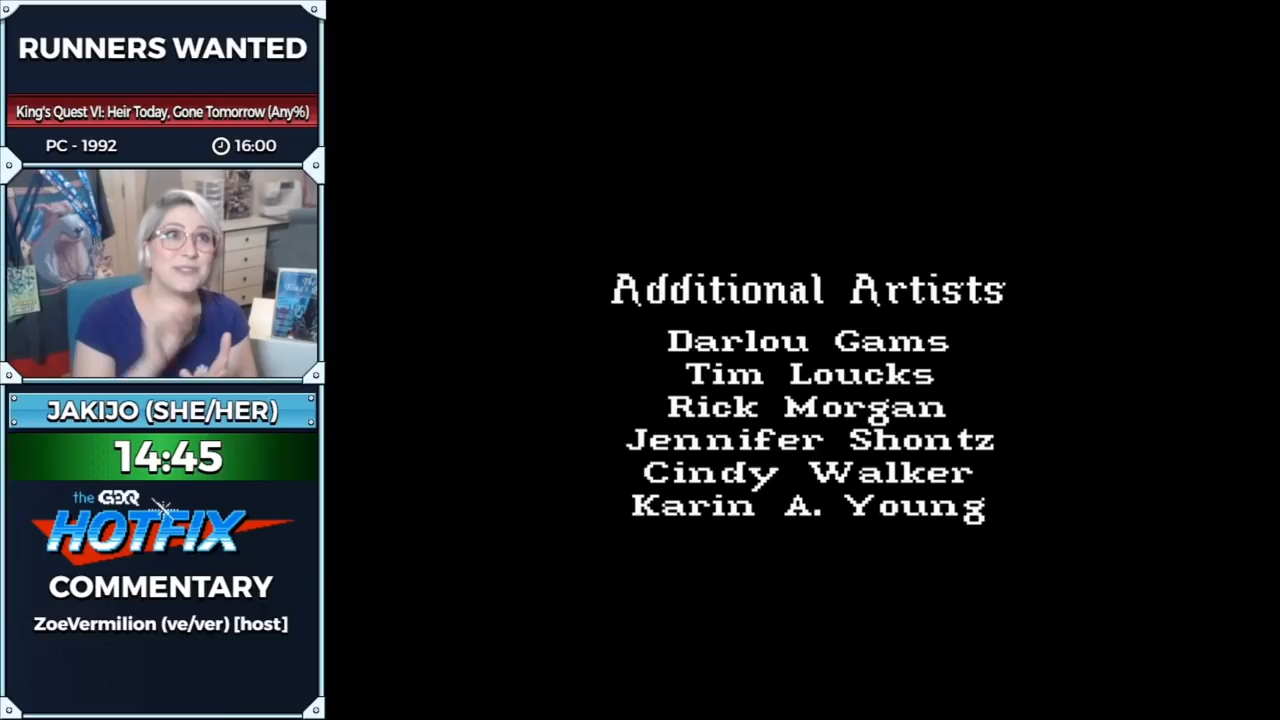 RUNNERS WANTED
King's Quest VI: Heir Today, Gone Tomorrow (Any%)
PC - 1992
16:00
JAKIJO (SHE/HER)
14:45
the GDQ
HOTFIX
COMMENTARY
ZoeVermilion (ve/ver) [host]
Additional Artists
Darlou Gams
Tim Loucks
Rick Morgan
Jennifer Shontz
Cindy Walker
Karin A. Young